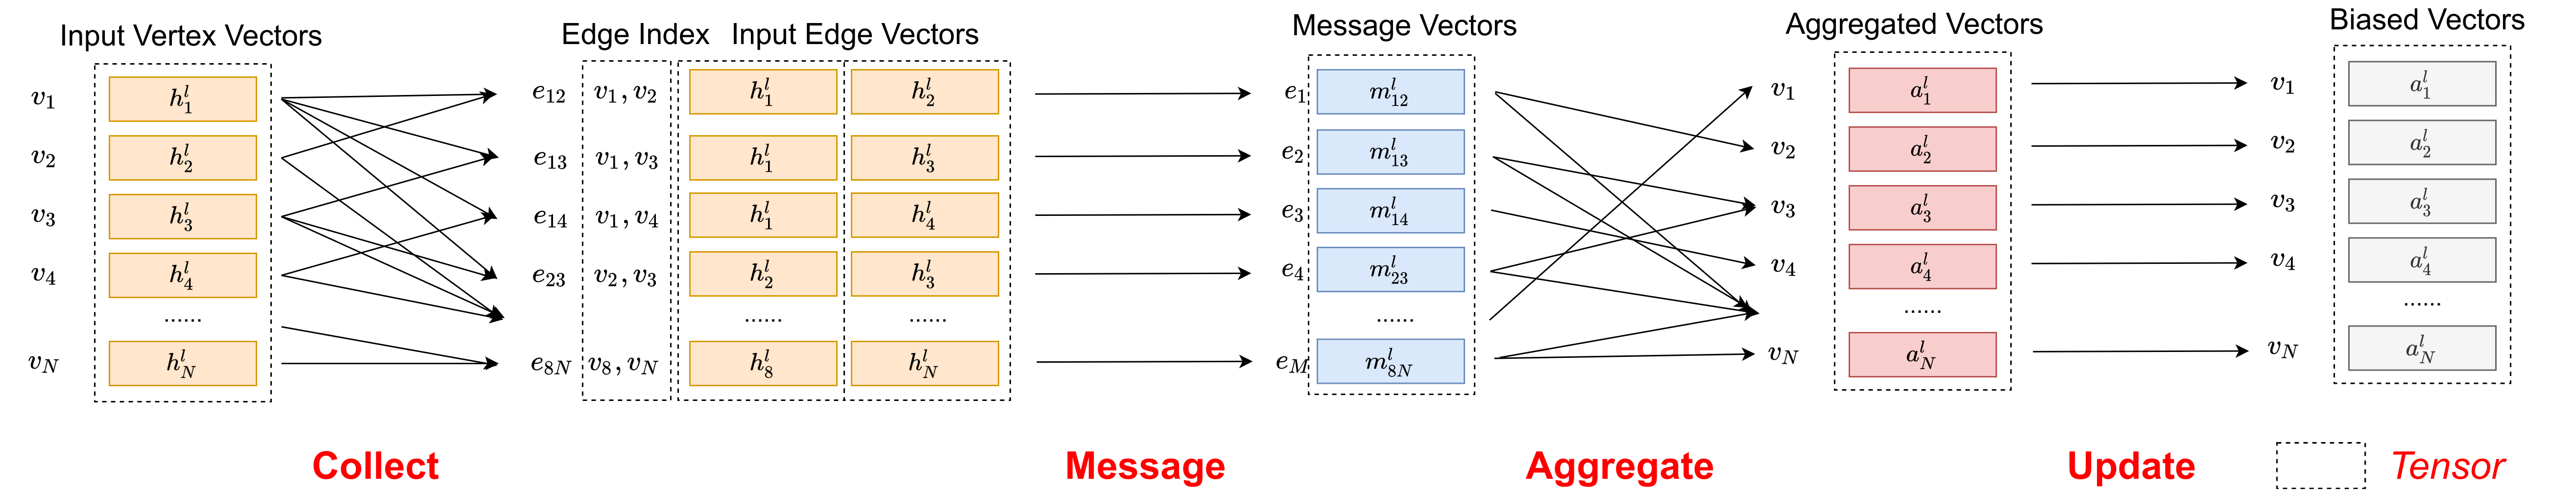 Input Vertex Vectors
v_1 h_1^l
v_2 h_2^l
v_3 h_3^l
v_4 h_4^l
......
v_N h_N^l
Collect
Edge Index Input Edge Vectors
e_{12} v_1, v_2 h_1^l h_2^l
e_{13} v_1, v_3 h_1^l h_3^l
e_{14} v_1, v_4 h_1^l h_4^l
e_{23} v_2, v_3 h_2^l h_3^l
...... ......
e_{8N} v_8, v_N h_8^l h_N^l
Message
Message Vectors
e_1 m_{12}^l
e_2 m_{13}^l
e_3 m_{14}^l
e_4 m_{23}^l
......
e_M m_{8N}^l
Aggregate
Aggregated Vectors
v_1 a_1^l
v_2 a_2^l
v_3 a_3^l
v_4 a_4^l
......
v_N a_N^l
Update
Biased Vectors
v_1 a_1^l
v_2 a_2^l
v_3 a_3^l
v_4 a_4^l
......
v_N a_N^l
Tensor